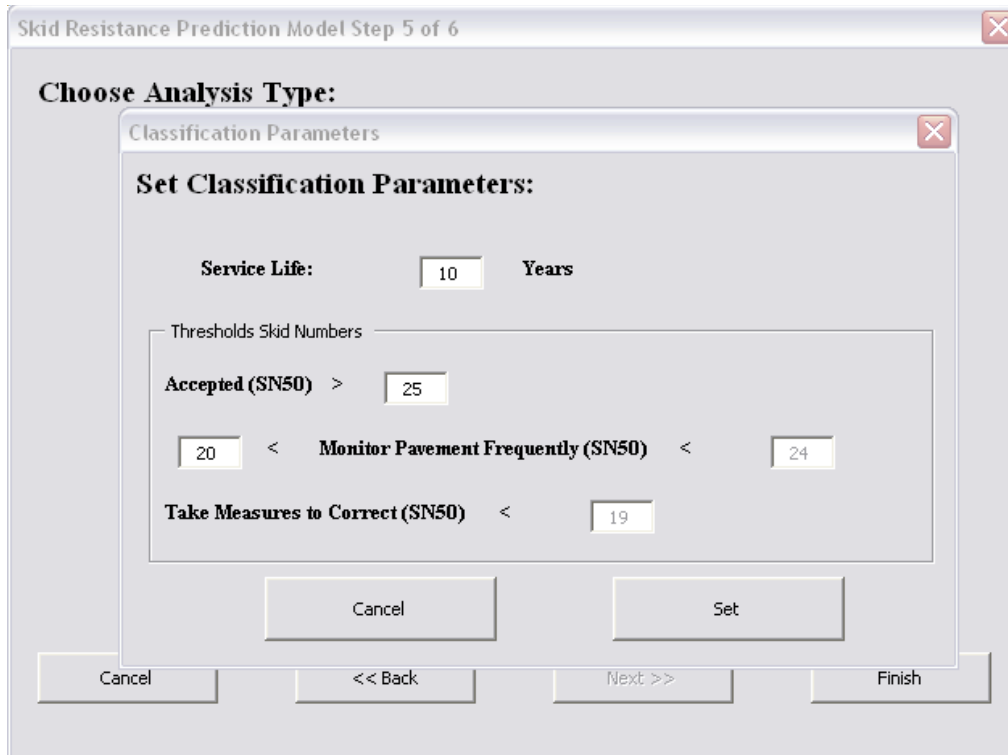 Skid Resistance Prediction Model Step 5 of 6
Choose Analysis Type:
Classification Parameters
Set Classification Parameters:
Service Life: 10 Years
Thresholds Skid Numbers
Accepted (SN50) > 25
20 < Monitor Pavement Frequently (SN50) < 24
Take Measures to Correct (SN50) < 19
Cancel Set
Cancel << Back Next >> Finish